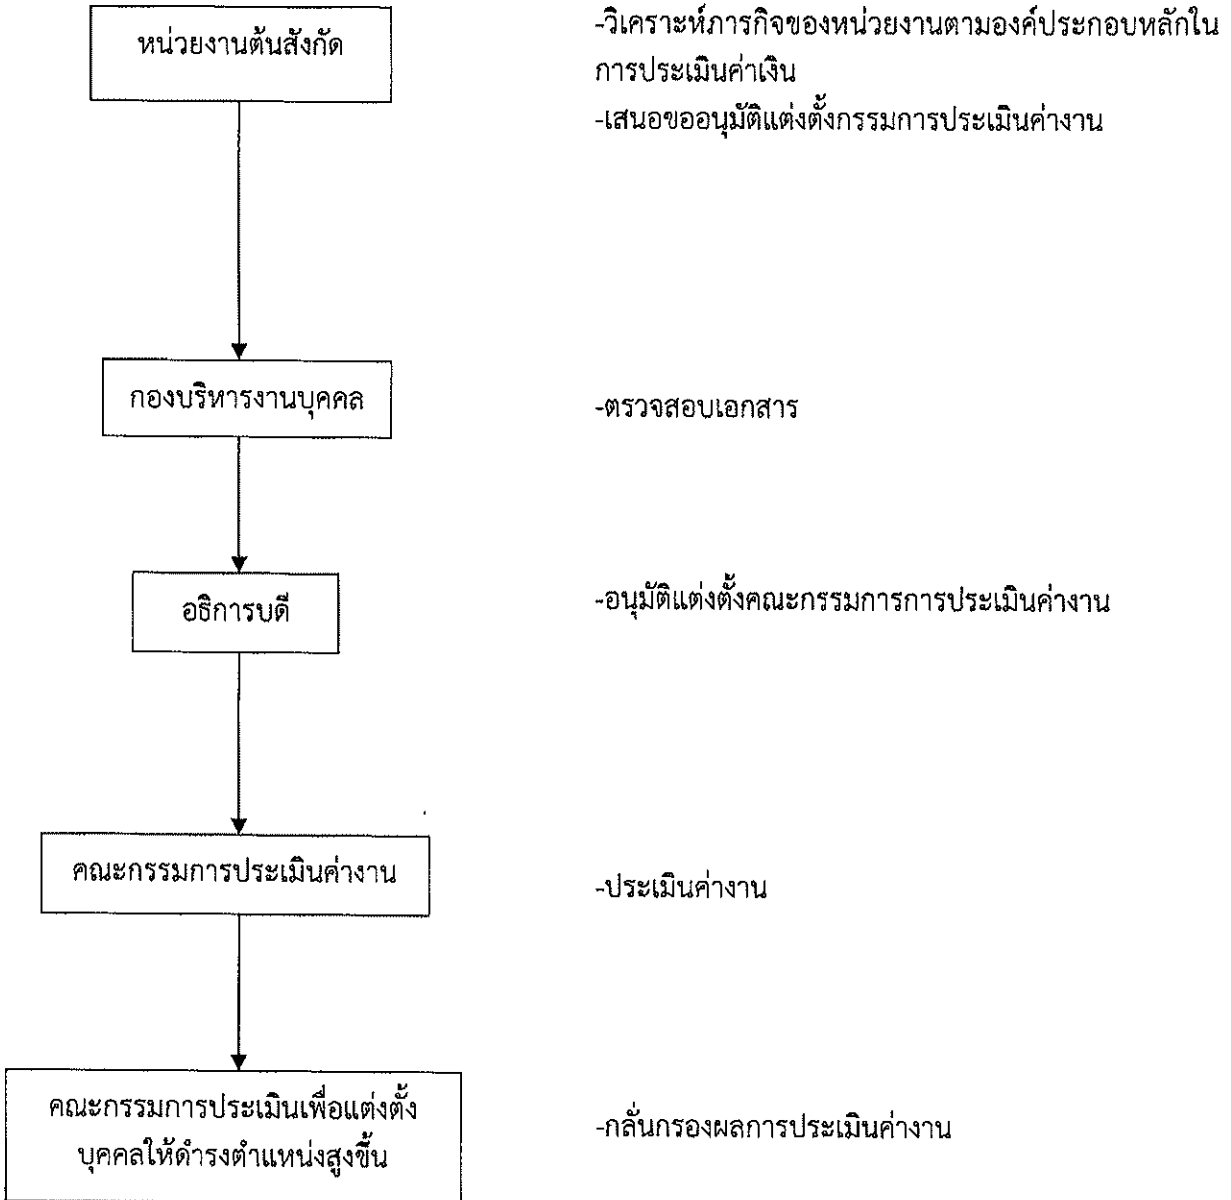 หน่วยงานต้นสังกัด
-วิเคราะห์ภารกิจของหน่วยงานตามองค์ประกอบหลักใน
การประเมินค่าเงิน
-เสนอขออนุมัติแต่งตั้งกรรมการประเมินค่างาน
กองบริหารงานบุคคล
-ตรวจสอบเอกสาร
อธิการบดี
-อนุมัติแต่งตั้งคณะกรรมการการประเมินค่างาน
คณะกรรมการประเมินค่างาน
-ประเมินค่างาน
คณะกรรมการประเมินเพื่อแต่งตั้ง
บุคคลให้ดำรงตำแหน่งสูงขึ้น
-กลั่นกรองผลการประเมินค่างาน